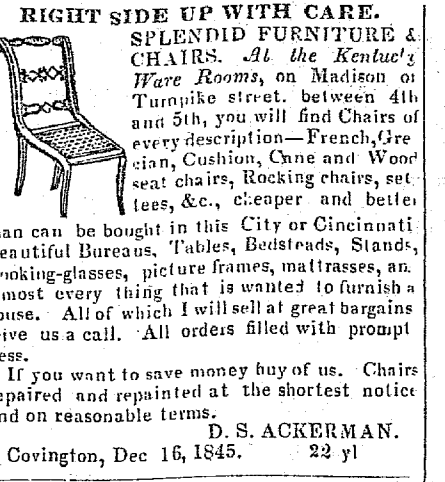 RIGHT SIDE UP WITH CARE.
SPLENDID FURNITURE &
CHAIRS. At the Kentucky
Ware Rooms, on Madison or
Turnpike street. between 4th
and 5th, you will find Chairs of
every description—French, Gre
cian, Cushion, Cane and Wood
seat chairs, Rocking chairs, set
tees, &c., cheaper and better
an can be bought in this City or Cincinnati
eautiful Bureaus, Tables, Bedsteads, Stands,
ooking-glasses, picture frames, mattrasses, an
most every thing that is wanted to furnish a
ouse. All of which I will sell at great bargains
ive us a call. All orders filled with prompt
ess.
If you want to save money buy of us. Chairs
epaired and repainted at the shortest notice
nd on reasonable terms.
D. S. ACKERMAN.
Covington, Dec 16, 1845. 22 yl